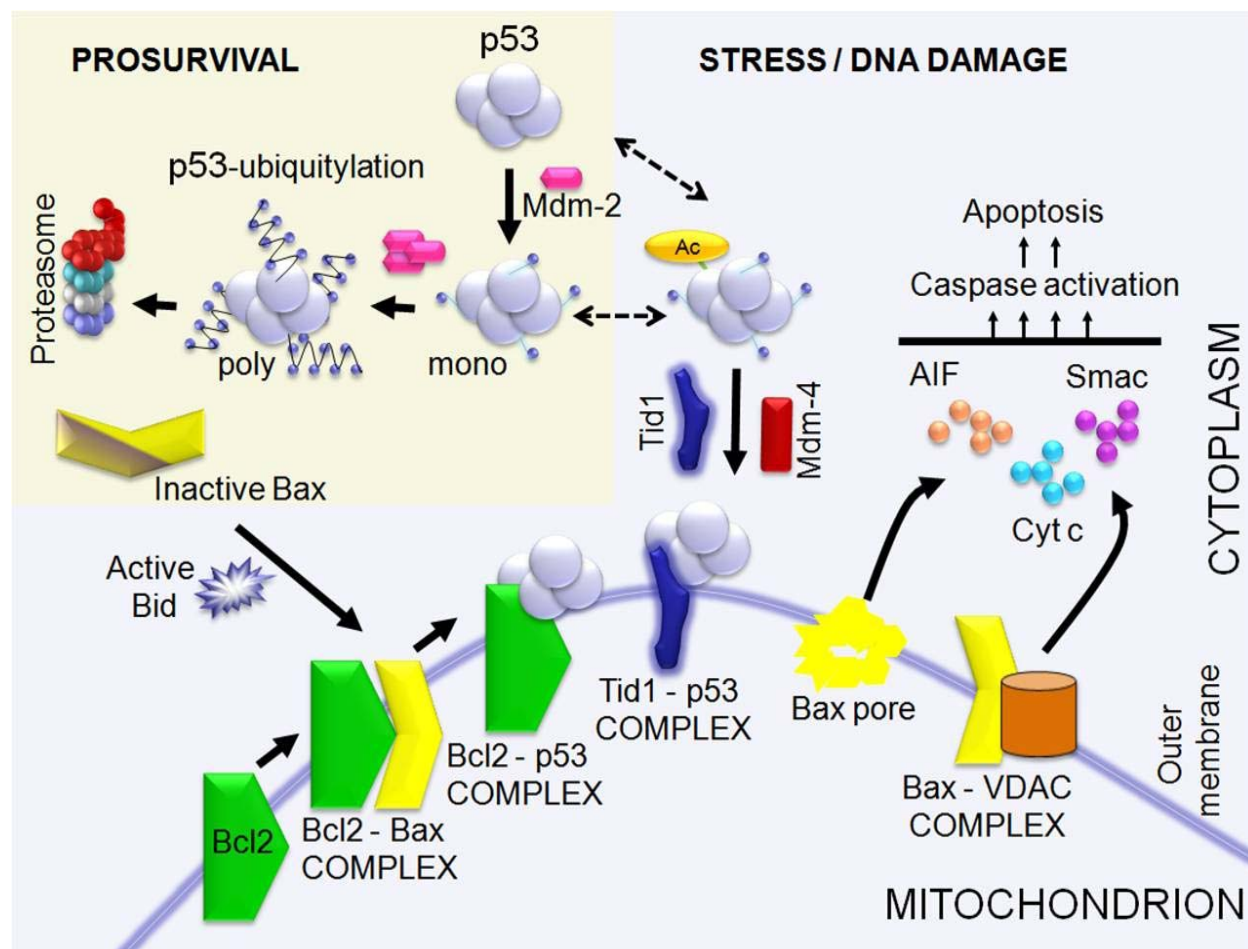 PROSURVIVAL
p53
STRESS / DNA DAMAGE
p53-ubiquitylation
Mdm-2
Proteasome
poly
mono
Ac
Apoptosis
Caspase activation
AIF
Smac
Cyt c
Tid1
Mdm-4
CYTOPLASM
Inactive Bax
Active
Bid
Bcl2
Bcl2 - Bax
COMPLEX
Bcl2 - p53
COMPLEX
Tid1 - p53
COMPLEX
Bax pore
Bax - VDAC
COMPLEX
Outer
membrane
MITOCHONDRION